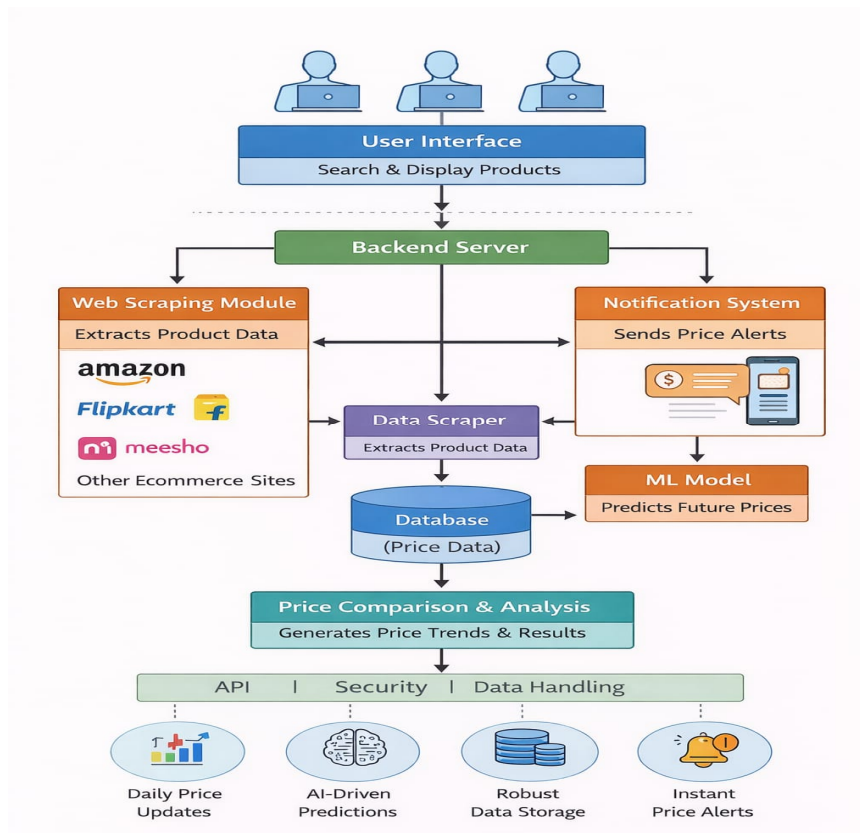 User Interface
Search & Display Products
Backend Server
Web Scraping Module
Extracts Product Data
amazon
Flipkart
meesho
Other Ecommerce Sites
Notification System
Sends Price Alerts
$
Data Scraper
Extracts Product Data
ML Model
Predicts Future Prices
Database
(Price Data)
Price Comparison & Analysis
Generates Price Trends & Results
API | Security | Data Handling
Daily Price
Updates
AI-Driven
Predictions
Robust
Data Storage
Instant
Price Alerts